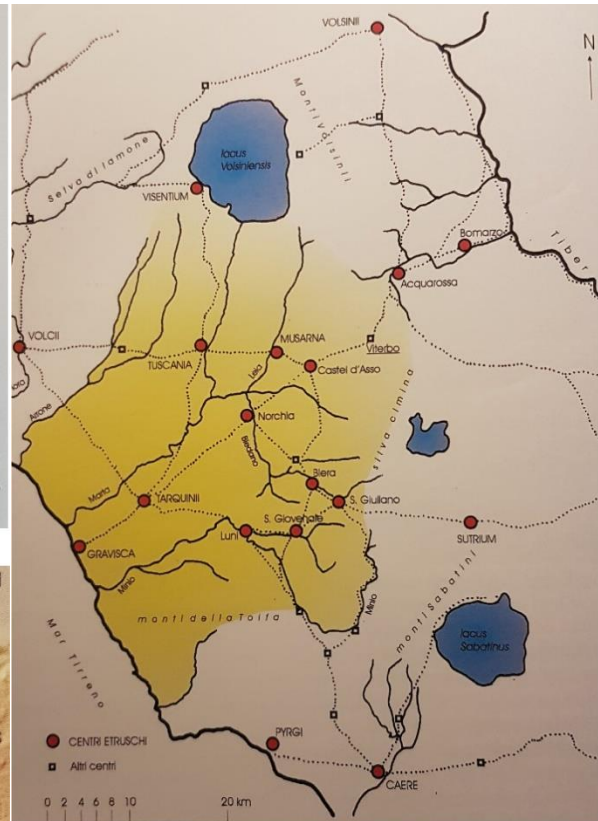 VOLSINII
N
Monti Volsinii
lacus
Volsiniensis
Selva di lamone
VISENTIUM
Bomarzo
Tiber
Acquarossa
VOLCII
MUSARNA
Viterbo
TUSCANIA
Castel d'Asso
Leia
Arrone
Norchia
silva cimina
Biedano
Marta
Blera
TARQUINII
S. Giuliano
S. Giovenale
SUTRIUM
Luni
GRAVISCA
Minio
Minio
monti Sabatini
monti della Tolfa
lacus
Sabatinus
Mar Tirreno
PYRGI
CENTRI ETRUSCHI
Altri centri
CAERE
0 2 4 6 8 10 20 km